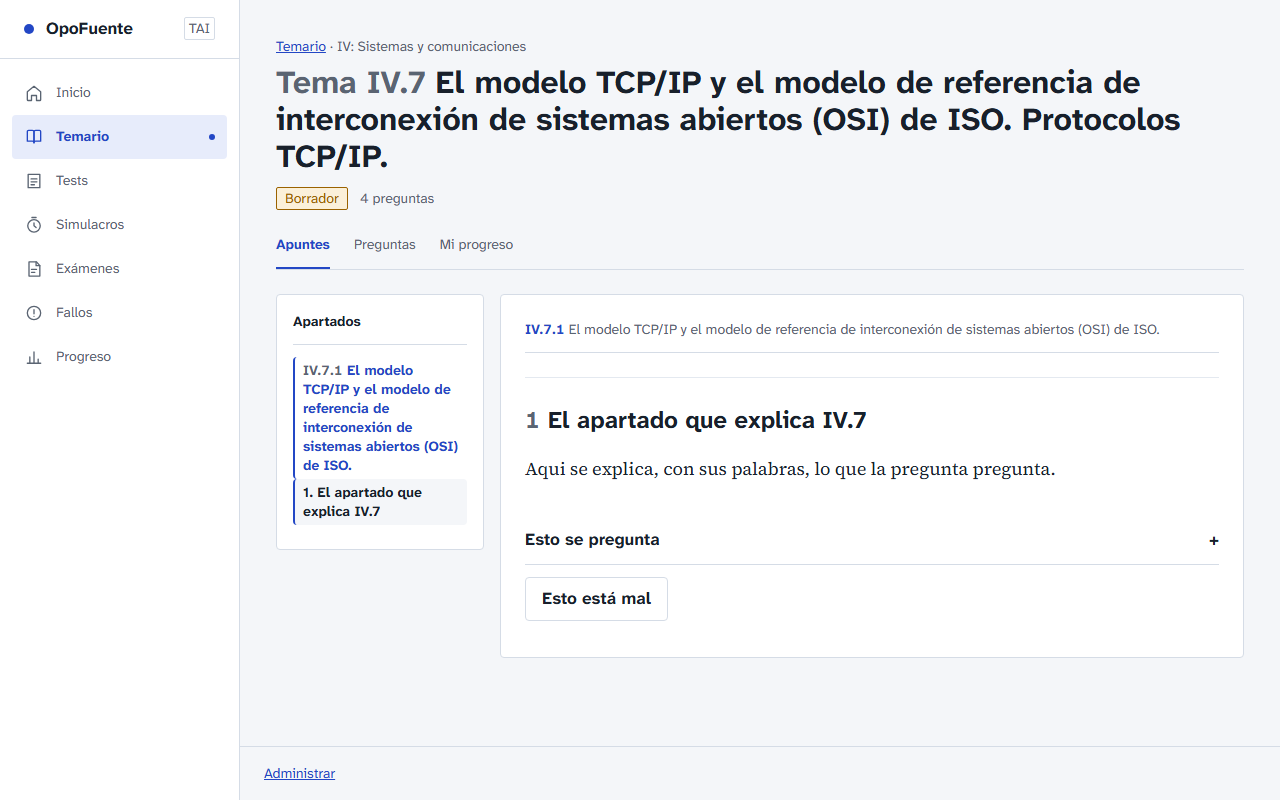 OpoFuente
TAI
Inicio
Temario
Tests
Simulacros
Exámenes
Fallos
Progreso
Temario · IV: Sistemas y comunicaciones
Tema IV.7 El modelo TCP/IP y el modelo de referencia de
interconexión de sistemas abiertos (OSI) de ISO. Protocolos
TCP/IP.
Borrador
4 preguntas
Apuntes
Preguntas
Mi progreso
Apartados
IV.7.1 El modelo
TCP/IP y el modelo de
referencia de
interconexión de
sistemas abiertos (OSI)
de ISO.
1. El apartado que
explica IV.7
IV.7.1 El modelo TCP/IP y el modelo de referencia de interconexión de sistemas abiertos (OSI) de ISO.
1 El apartado que explica IV.7
Aqui se explica, con sus palabras, lo que la pregunta pregunta.
Esto se pregunta
+
Esto está mal
Administrar